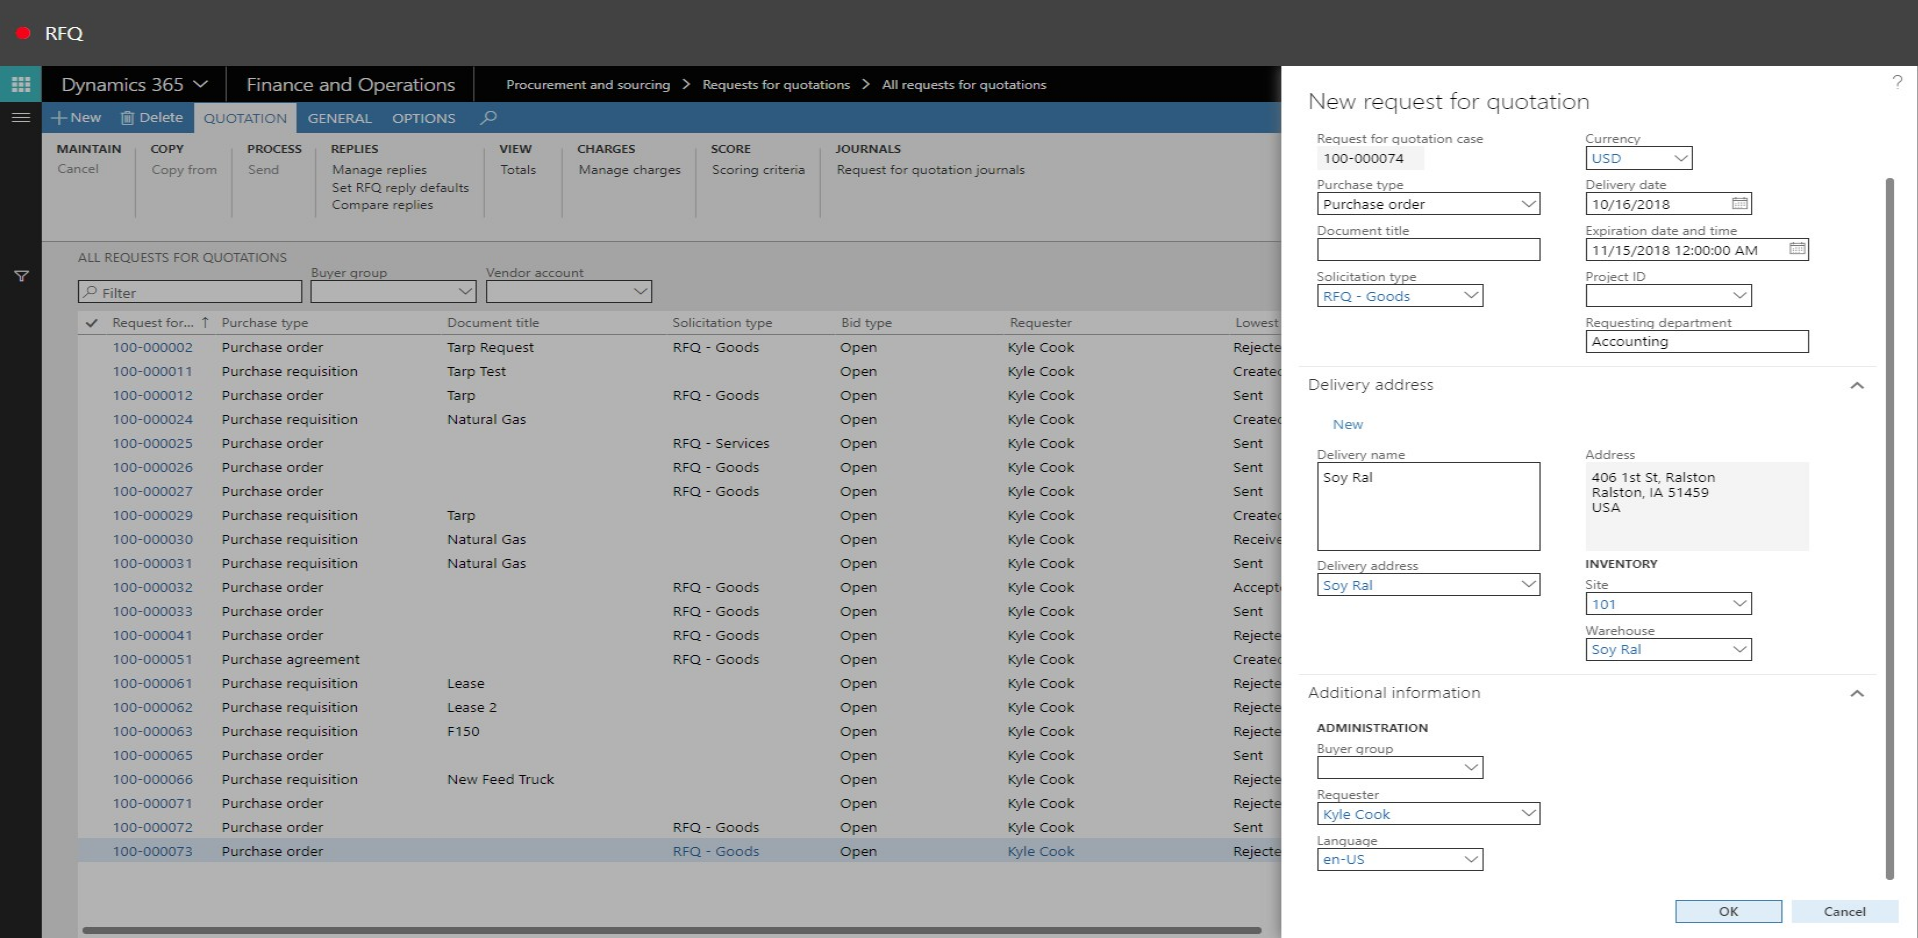 RFQ
Dynamics 365
Finance and Operations
Procurement and sourcing > Requests for quotations > All requests for quotations
New
Delete
QUOTATION
GENERAL
OPTIONS
MAINTAIN
Cancel
COPY
Copy from
PROCESS
Send
REPLIES
Manage replies
Set RFQ reply defaults
Compare replies
VIEW
Totals
CHARGES
Manage charges
SCORE
Scoring criteria
JOURNALS
Request for quotation journals
ALL REQUESTS FOR QUOTATIONS
Filter
Buyer group
Vendor account
Request for... ↑ Purchase type Document title Solicitation type Bid type Requester Lowest
100-000002 Purchase order Tarp Request RFQ - Goods Open Kyle Cook Rejecte
100-000011 Purchase requisition Tarp Test Open Kyle Cook Created
100-000012 Purchase order Tarp RFQ - Goods Open Kyle Cook Sent
100-000024 Purchase requisition Natural Gas Open Kyle Cook Created
100-000025 Purchase order RFQ - Services Open Kyle Cook Sent
100-000026 Purchase order RFQ - Goods Open Kyle Cook Sent
100-000027 Purchase order RFQ - Goods Open Kyle Cook Sent
100-000029 Purchase requisition Tarp Open Kyle Cook Created
100-000030 Purchase requisition Natural Gas Open Kyle Cook Receive
100-000031 Purchase requisition Natural Gas Open Kyle Cook Sent
100-000032 Purchase order RFQ - Goods Open Kyle Cook Accept
100-000033 Purchase order RFQ - Goods Open Kyle Cook Sent
100-000041 Purchase order RFQ - Goods Open Kyle Cook Rejecte
100-000051 Purchase agreement RFQ - Goods Open Kyle Cook Created
100-000061 Purchase requisition Lease Open Kyle Cook Rejecte
100-000062 Purchase requisition Lease 2 Open Kyle Cook Rejecte
100-000063 Purchase requisition F150 Open Kyle Cook Rejecte
100-000065 Purchase order Open Kyle Cook Sent
100-000066 Purchase requisition New Feed Truck Open Kyle Cook Rejecte
100-000071 Purchase order Open Kyle Cook Rejecte
100-000072 Purchase order RFQ - Goods Open Kyle Cook Sent
100-000073 Purchase order RFQ - Goods Open Kyle Cook Rejecte
?
New request for quotation
Request for quotation case
100-000074
Purchase type
Purchase order
Document title
Solicitation type
RFQ - Goods
Currency
USD
Delivery date
10/16/2018
Expiration date and time
11/15/2018 12:00:00 AM
Project ID
Requesting department
Accounting
Delivery address
New
Delivery name
Soy Ral
Delivery address
Soy Ral
Address
406 1st St, Ralston
Ralston, IA 51459
USA
INVENTORY
Site
101
Warehouse
Soy Ral
Additional information
ADMINISTRATION
Buyer group
Requester
Kyle Cook
Language
en-US
OK
Cancel